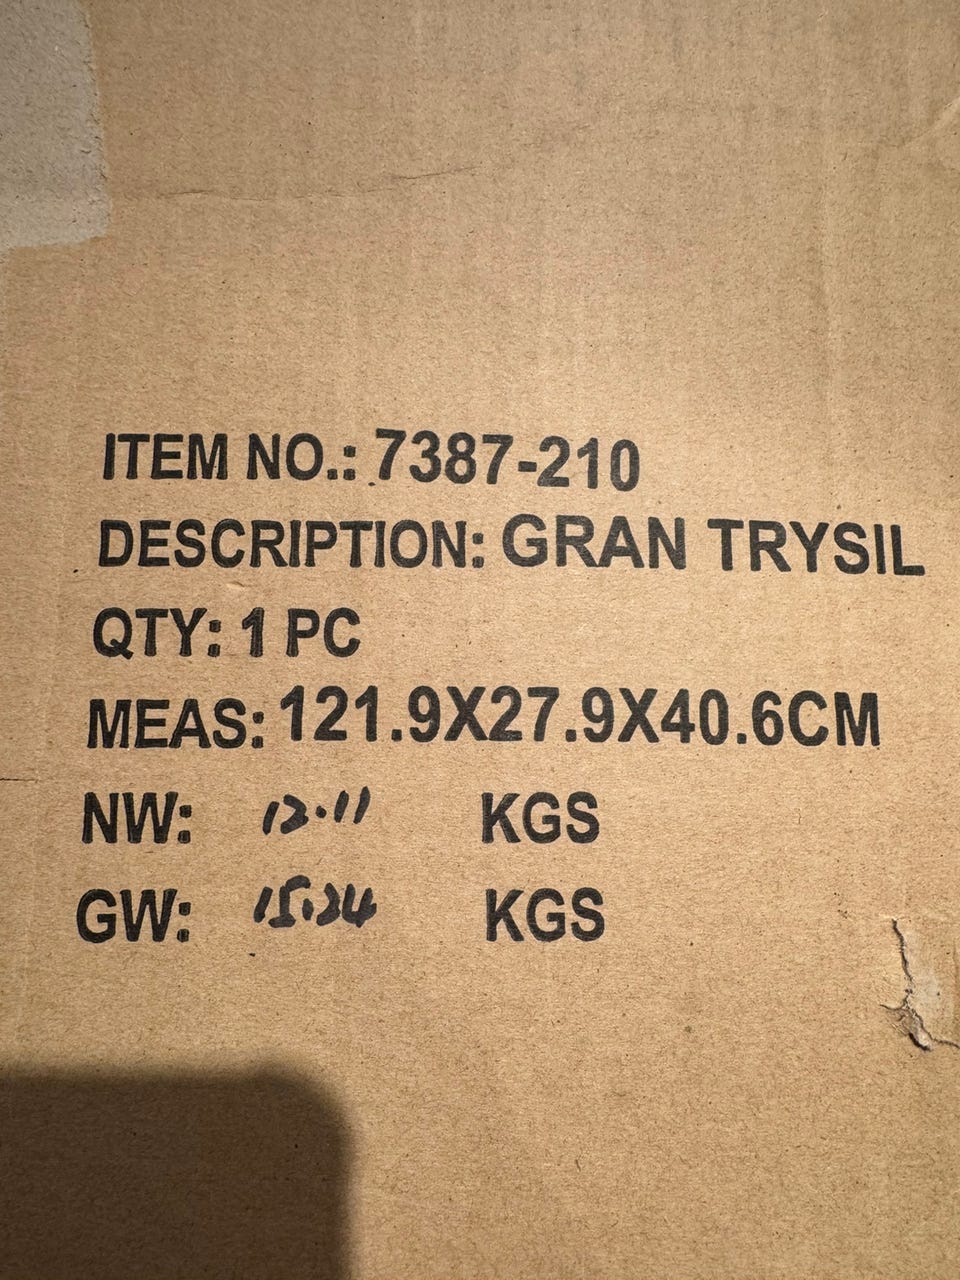 ITEM NO.: 7387-210
DESCRIPTION: GRAN TRYSIL
QTY: 1 PC
MEAS: 121.9X27.9X40.6CM
NW: 12.11 KGS
GW: 15.24 KGS